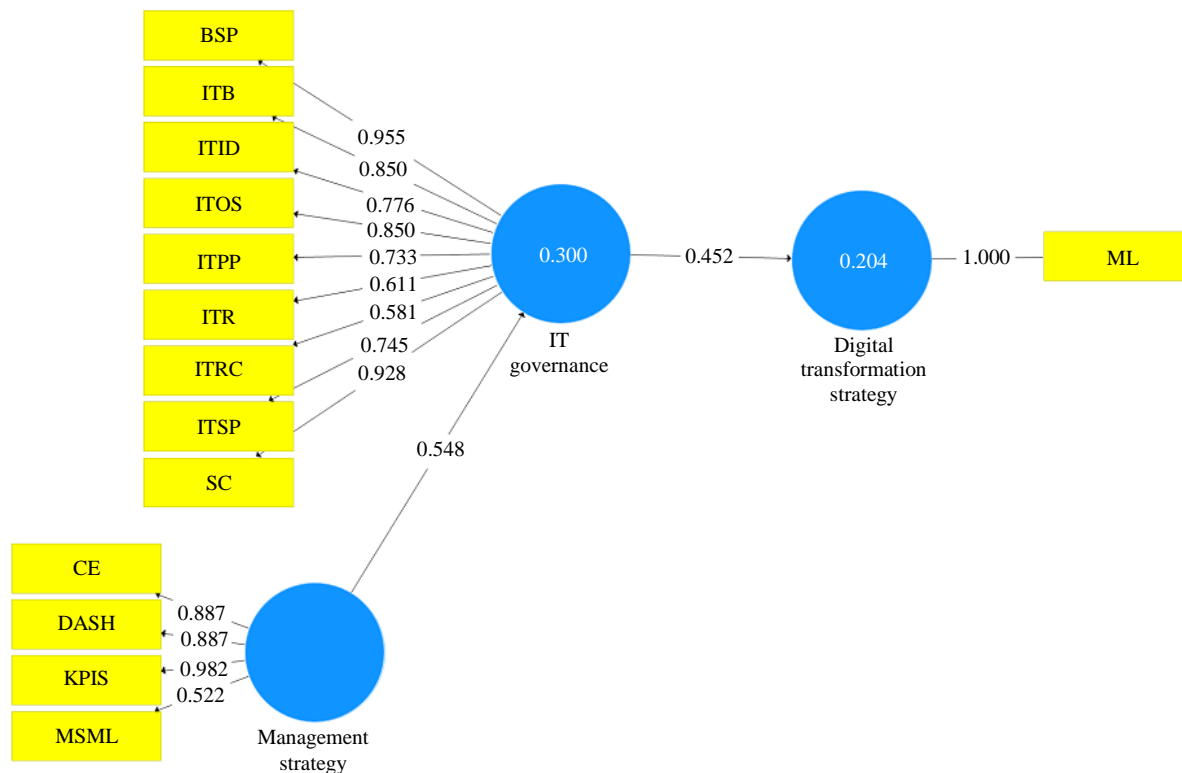 BSP
ITB
ITID
ITOS
ITPP
ITR
ITRC
ITSP
SC
0.955
0.850
0.776
0.850
0.733
0.611
0.581
0.745
0.928
0.300
IT
governance
0.452
0.204
Digital
transformation
strategy
1.000
ML
0.548
CE
DASH
KPIS
MSML
0.887
0.887
0.982
0.522
Management
strategy